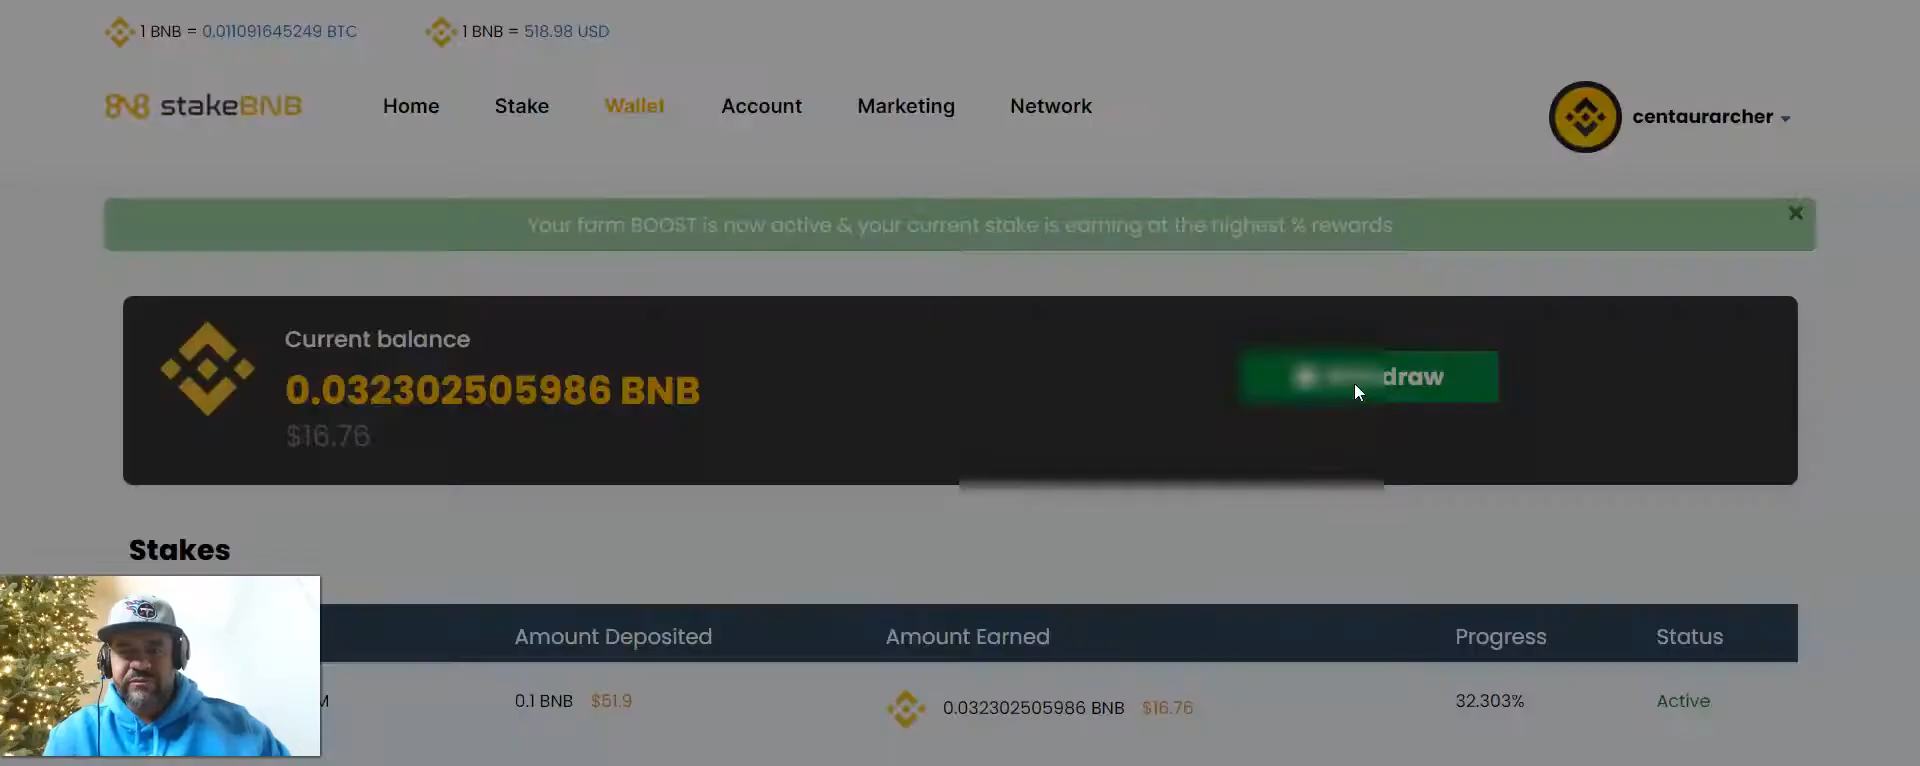 1 BNB = 0.011091645249 BTC
1 BNB = 518.98 USD
stakeBNB
Home Stake Wallet Account Marketing Network
centaurarcher
Your farm BOOST is now active & your current stake is earning at the highest % rewards
Current balance
0.032302505986 BNB
$16.76
Stakes
Amount Deposited Amount Earned Progress Status
0.1 BNB $51.9 0.032302505986 BNB $16.76 32.303% Active